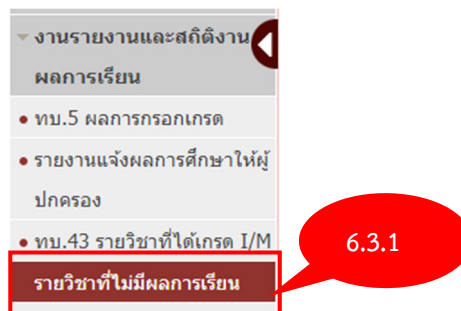 งานรายงานและสถิติงาน
ผลการเรียน
ทบ.5 ผลการกรอกเกรด
รายงานแจ้งผลการศึกษาให้ผู้
ปกครอง
ทบ.43 รายวิชาที่ได้เกรด I/M
6.3.1
รายวิชาที่ไม่มีผลการเรียน